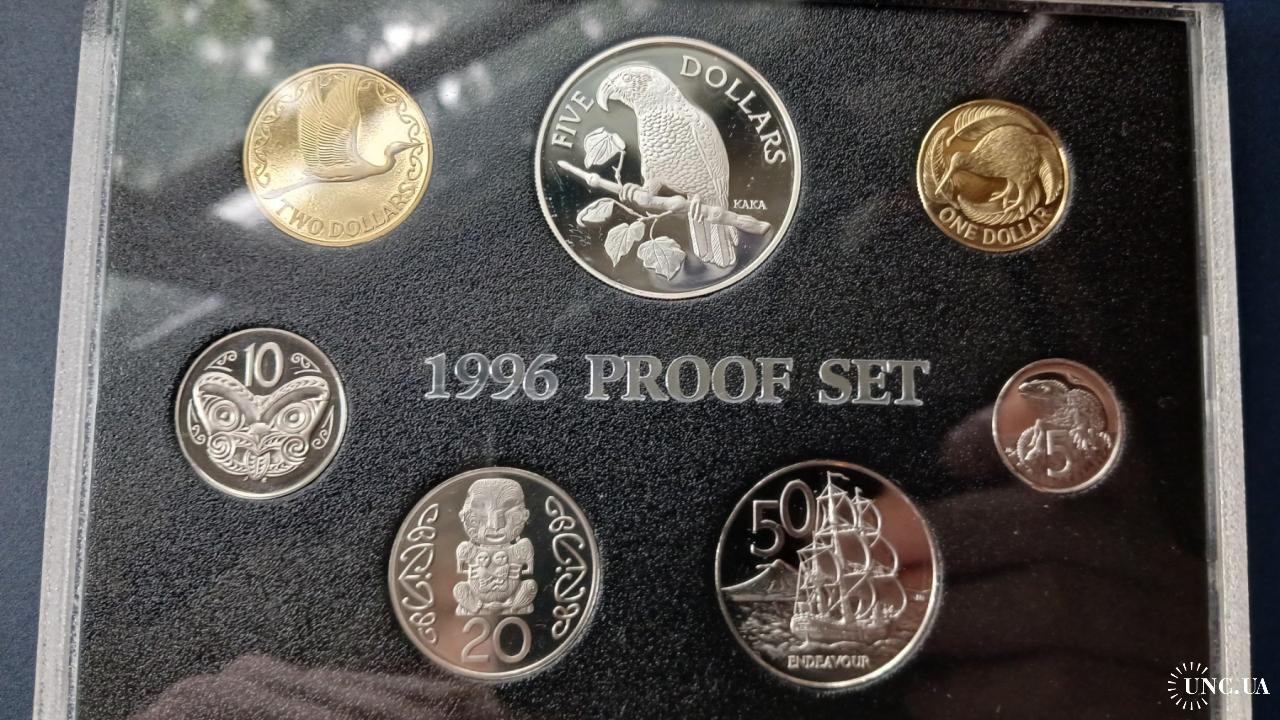 FIVE DOLLARS
KAKA
TWO DOLLARS
ONE DOLLAR
10
1996 PROOF SET
5
20
50
ENDEAVOUR
UNC.UA